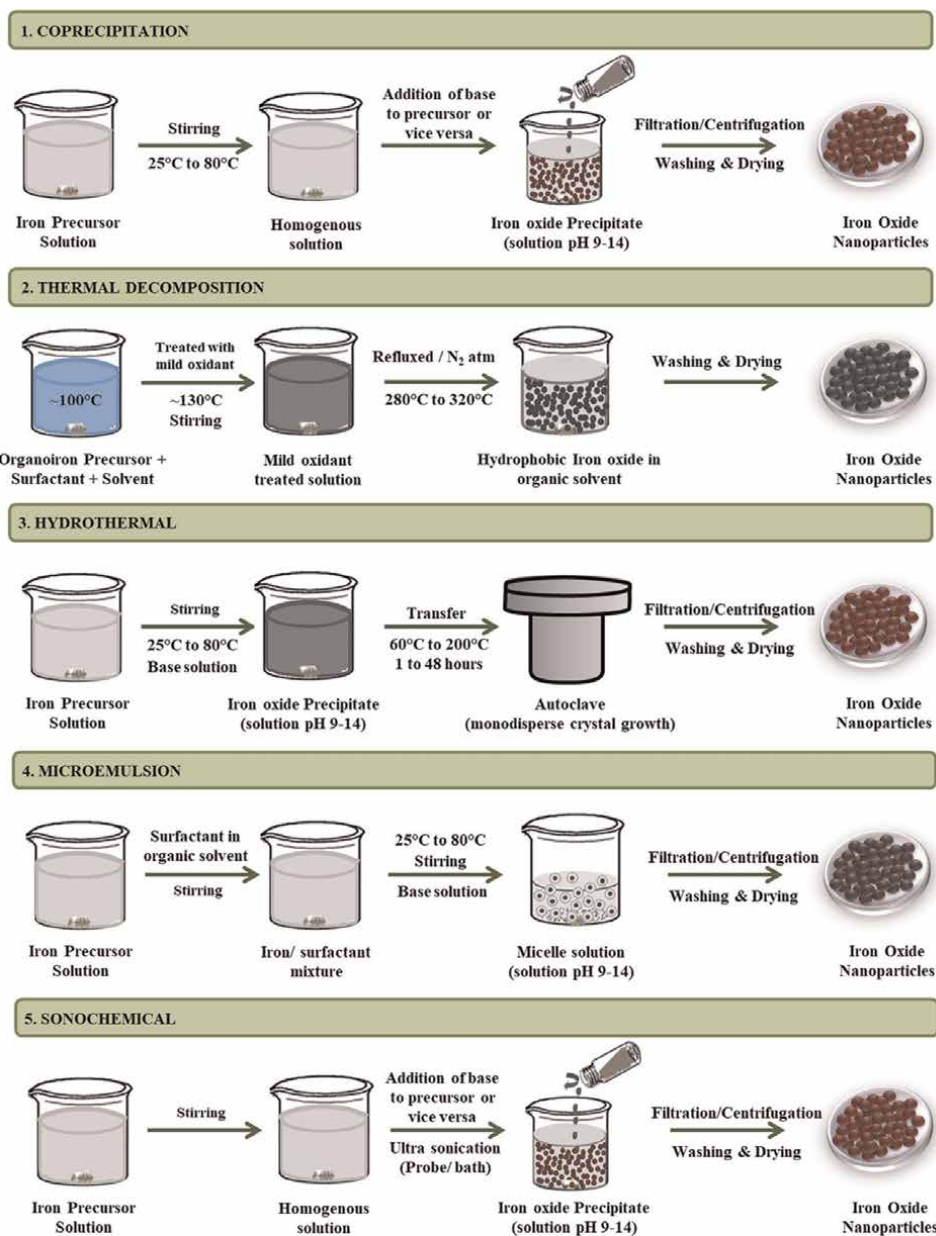 1. COPRECIPITATION
Stirring
25°C to 80°C
Addition of base
to precursor or
vice versa
Filtration/Centrifugation
Washing & Drying
Iron Precursor
Solution
Homogenous
solution
Iron oxide Precipitate
(solution pH 9-14)
Iron Oxide
Nanoparticles
2. THERMAL DECOMPOSITION
~100°C
Treated with
mild oxidant
~130°C
Stirring
Refluxed / N₂ atm
280°C to 320°C
Washing & Drying
Organoiron Precursor +
Surfactant + Solvent
Mild oxidant
treated solution
Hydrophobic Iron oxide in
organic solvent
Iron Oxide
Nanoparticles
3. HYDROTHERMAL
Stirring
25°C to 80°C
Base solution
Transfer
60°C to 200°C
1 to 48 hours
Filtration/Centrifugation
Washing & Drying
Iron Precursor
Solution
Iron oxide Precipitate
(solution pH 9-14)
Autoclave
(monodisperse crystal growth)
Iron Oxide
Nanoparticles
4. MICROEMULSION
Surfactant in
organic solvent
Stirring
25°C to 80°C
Stirring
Base solution
Filtration/Centrifugation
Washing & Drying
Iron Precursor
Solution
Iron/ surfactant
mixture
Micelle solution
(solution pH 9-14)
Iron Oxide
Nanoparticles
5. SONOCHEMICAL
Stirring
Addition of base
to precursor or
vice versa
Ultra sonication
(Probe/ bath)
Filtration/Centrifugation
Washing & Drying
Iron Precursor
Solution
Homogenous
solution
Iron oxide Precipitate
(solution pH 9-14)
Iron Oxide
Nanoparticles